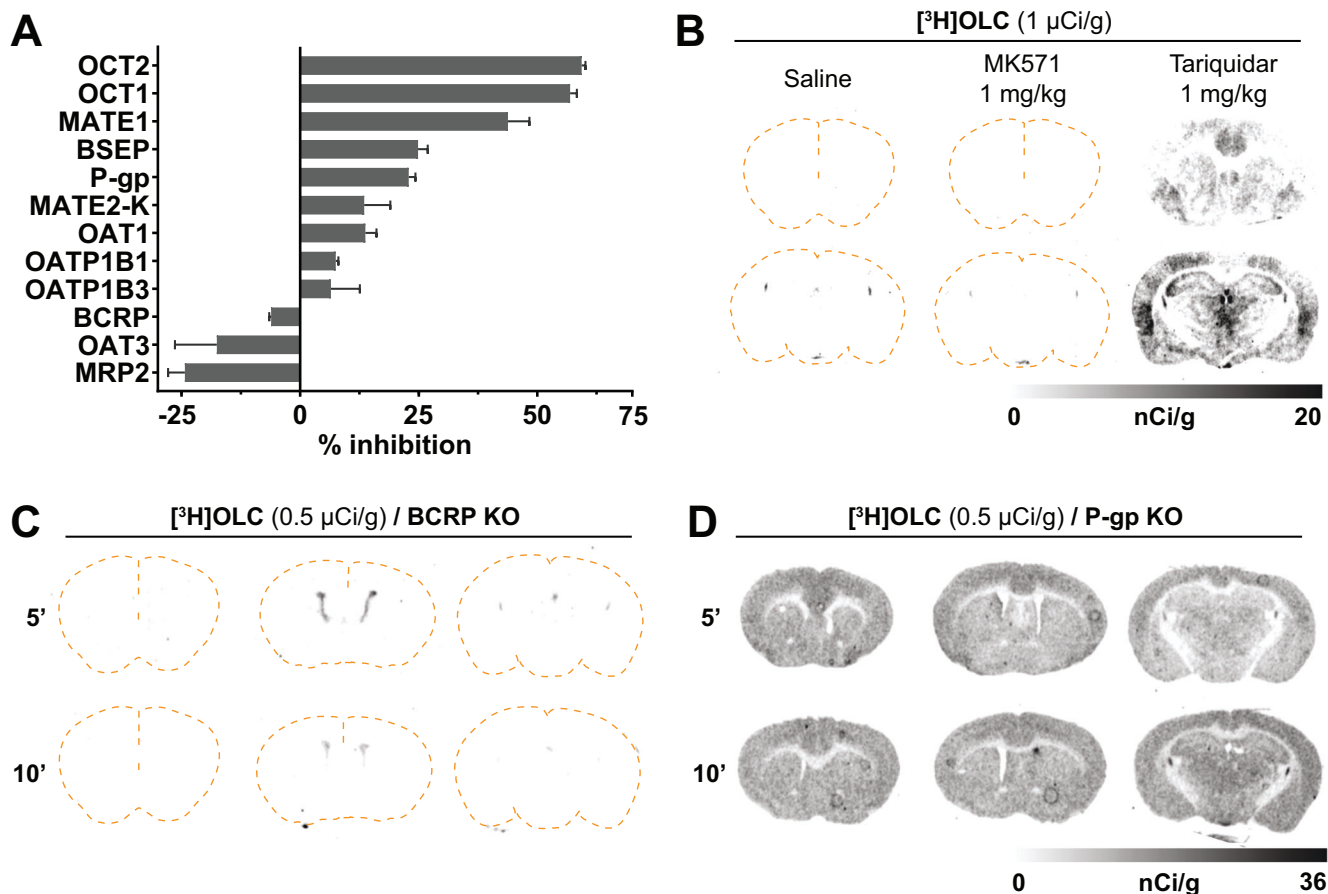 A
OCT2
OCT1
MATE1
BSEP
P-gp
MATE2-K
OAT1
OATP1B1
OATP1B3
BCRP
OAT3
MRP2
-25 0 25 50 75
% inhibition
B
[³H]OLC (1 µCi/g)
Saline
MK571
1 mg/kg
Tariquidar
1 mg/kg
0 nCi/g 20
C
[³H]OLC (0.5 µCi/g) / BCRP KO
5’
10’
D
[³H]OLC (0.5 µCi/g) / P-gp KO
5’
10’
0 nCi/g 36